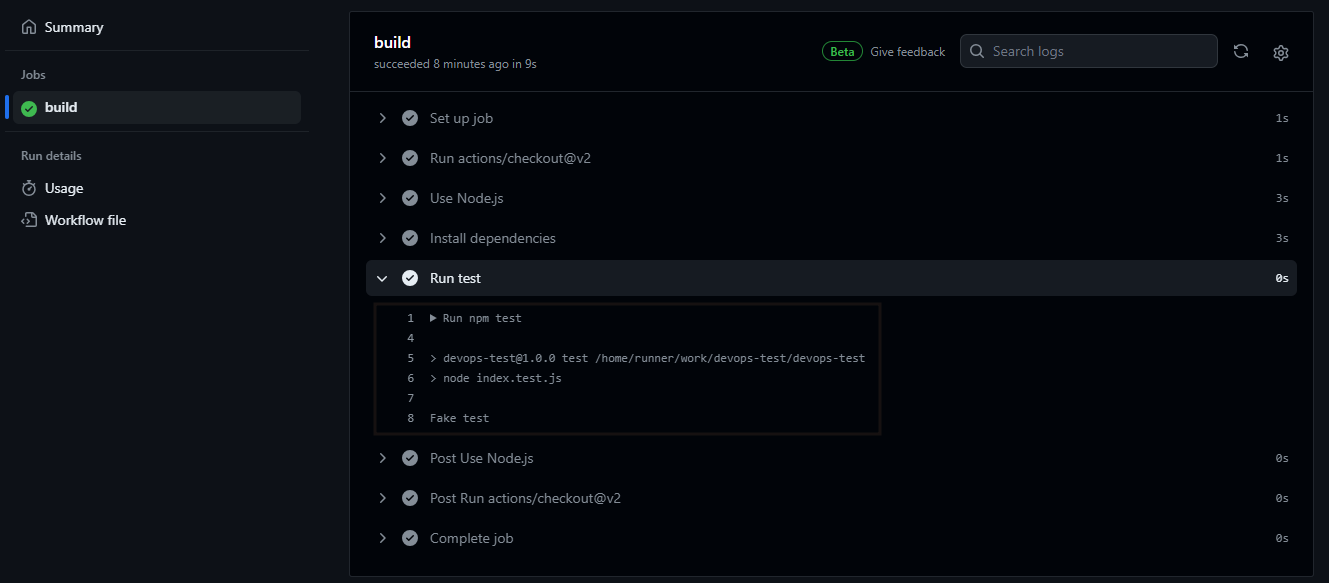 Summary
Jobs
build
Run details
Usage
Workflow file
build
succeeded 8 minutes ago in 9s
Beta Give feedback Search logs
Set up job 1s
Run actions/checkout@v2 1s
Use Node.js 3s
Install dependencies 3s
Run test 0s
1 Run npm test
4
5 > devops-test@1.0.0 test /home/runner/work/devops-test/devops-test
6 > node index.test.js
7
8 Fake test
Post Use Node.js 0s
Post Run actions/checkout@v2 0s
Complete job 0s